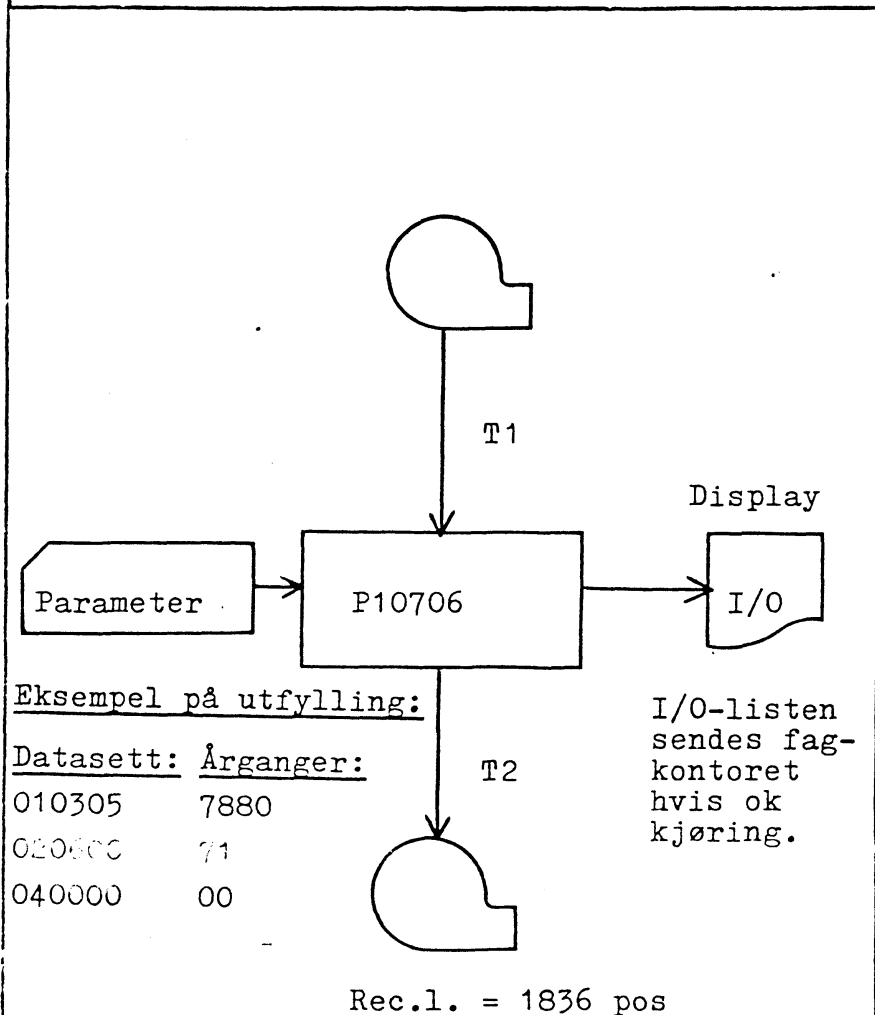 T1
Display
Parameter
P10706
I/O
Eksempel på utfylling:
Datasett: Årganger:
010305 7880
71
040000 00
T2
I/O-listen
sendes fag-
kontoret
hvis ok
kjøring.
Rec.l. = 1836 pos